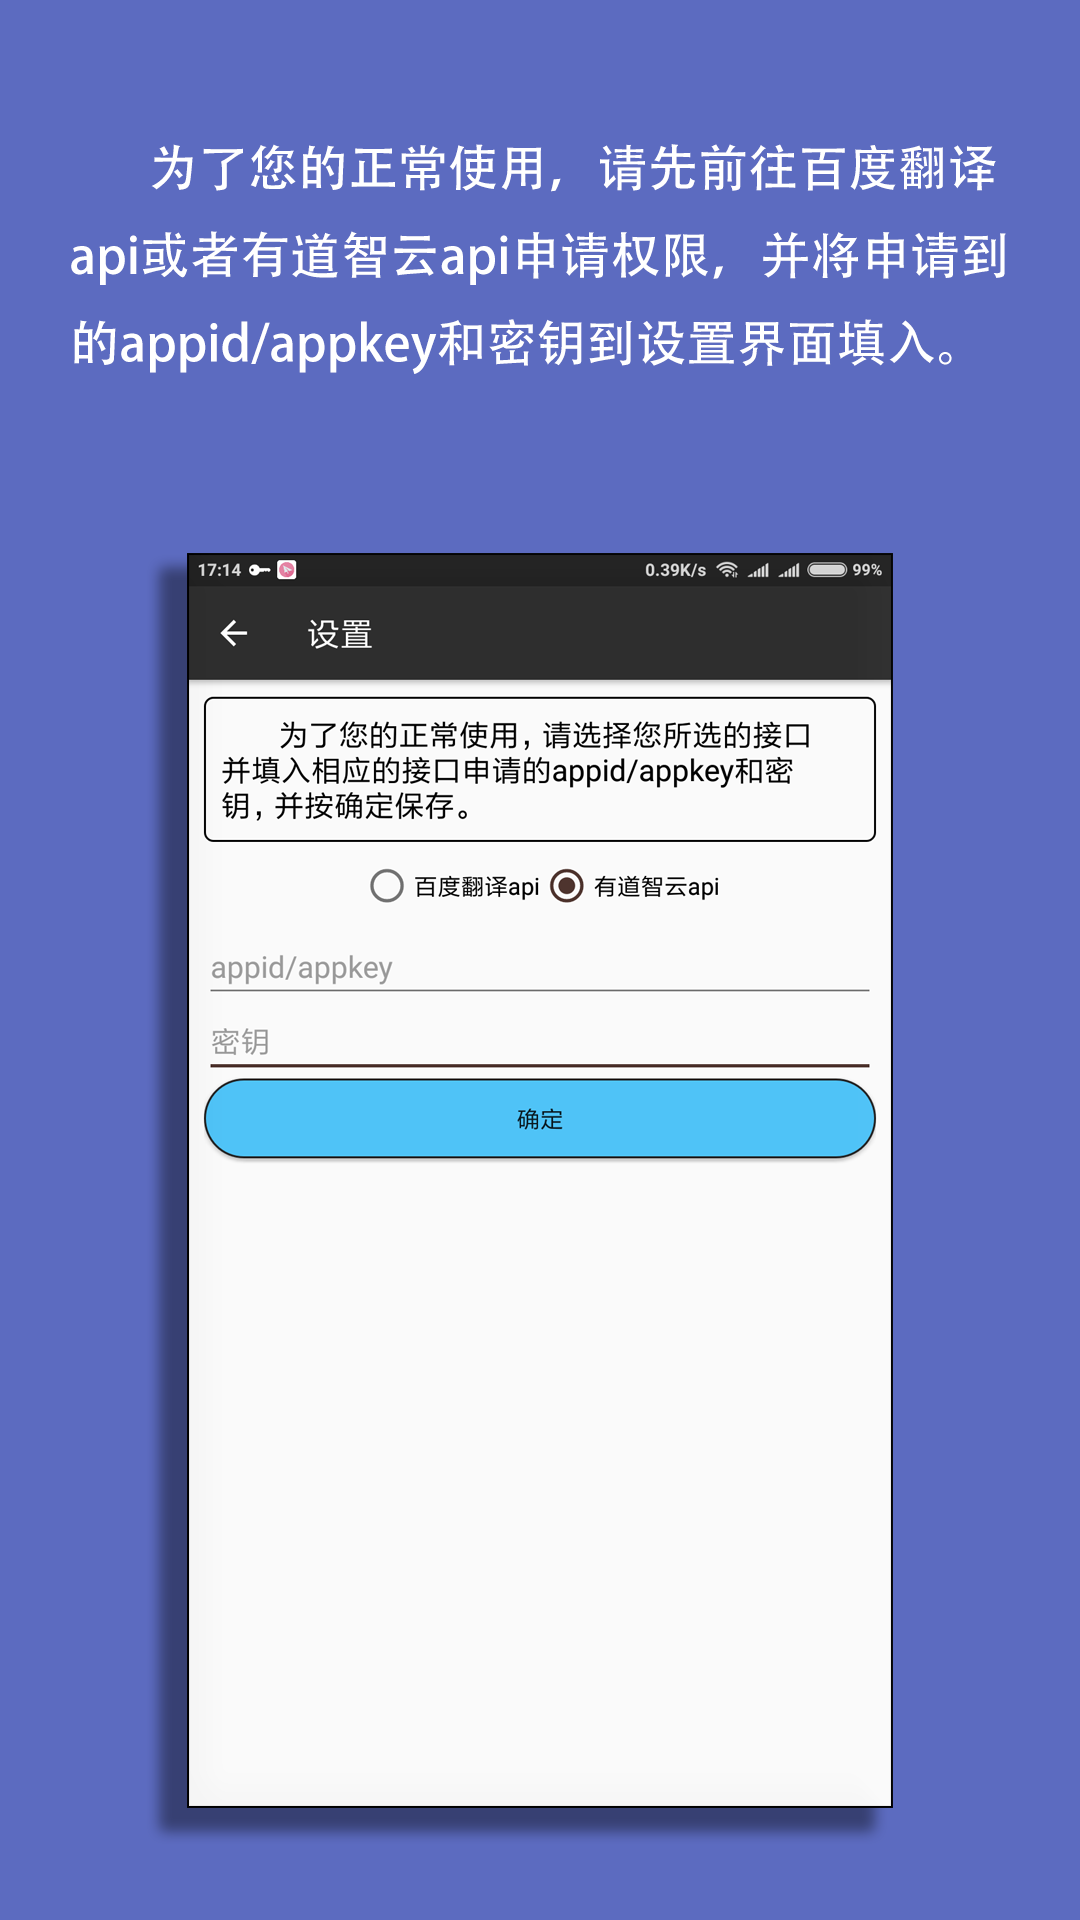 为了您的正常使用，请先前往百度翻译
api或者有道智云api申请权限，并将申请到
的appid/appkey和密钥到设置界面填入。
17:14 0.39K/s 99%
设置
为了您的正常使用，请选择您所选的接口
并填入相应的接口申请的appid/appkey和密
钥，并按确定保存。
百度翻译api 有道智云api
appid/appkey
密钥
确定